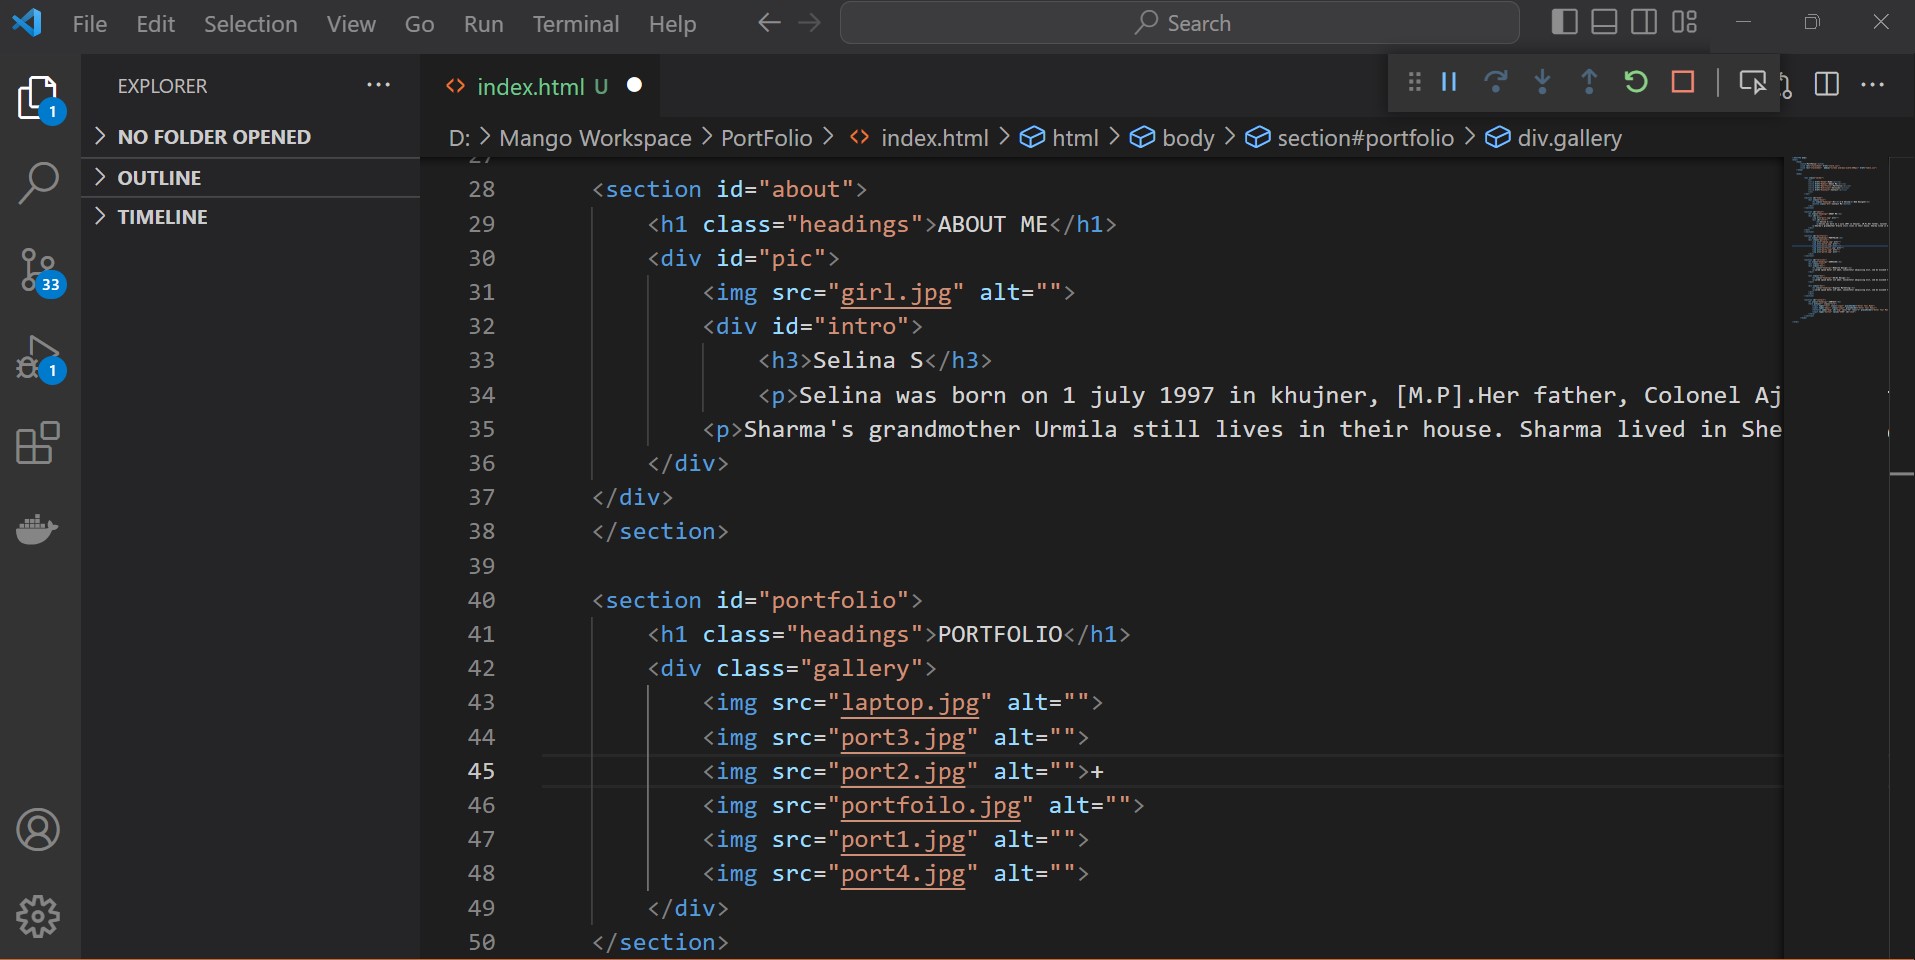 File Edit Selection View Go Run Terminal Help Search
EXPLORER
index.html U
NO FOLDER OPENED
D: > Mango Workspace > PortFolio > index.html > html > body > section#portfolio > div.gallery
OUTLINE
TIMELINE
1
33
1
28 <section id="about">
29 <h1 class="headings">ABOUT ME</h1>
30 <div id="pic">
31 <img src="girl.jpg" alt="">
32 <div id="intro">
33 <h3>Selina S</h3>
34 <p>Selina was born on 1 july 1997 in khujner, [M.P].Her father, Colonel Aj
35 <p>Sharma's grandmother Urmila still lives in their house. Sharma lived in She
36 </div>
37 </div>
38 </section>
39
40 <section id="portfolio">
41 <h1 class="headings">PORTFOLIO</h1>
42 <div class="gallery">
43 <img src="laptop.jpg" alt="">
44 <img src="port3.jpg" alt="">
45 <img src="port2.jpg" alt="">+
46 <img src="portfoilo.jpg" alt="">
47 <img src="port1.jpg" alt="">
48 <img src="port4.jpg" alt="">
49 </div>
50 </section>